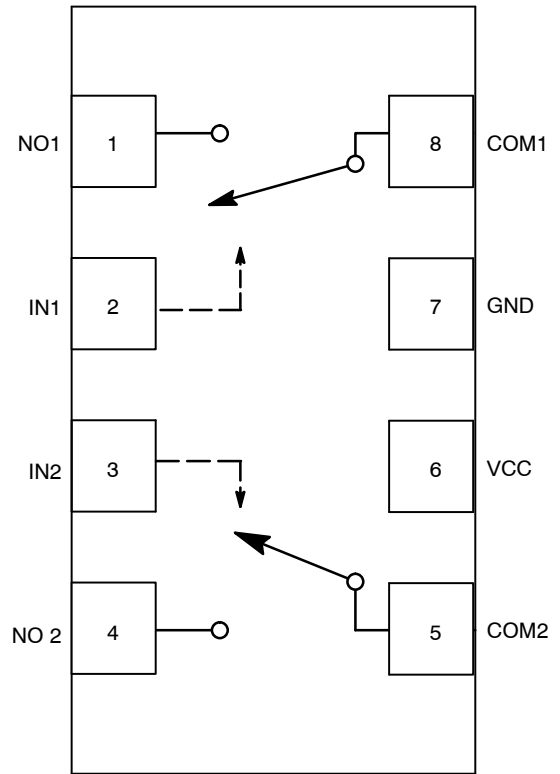 NO1 1 8 COM1
IN1 2 7 GND
IN2 3 6 VCC
NO 2 4 5 COM2